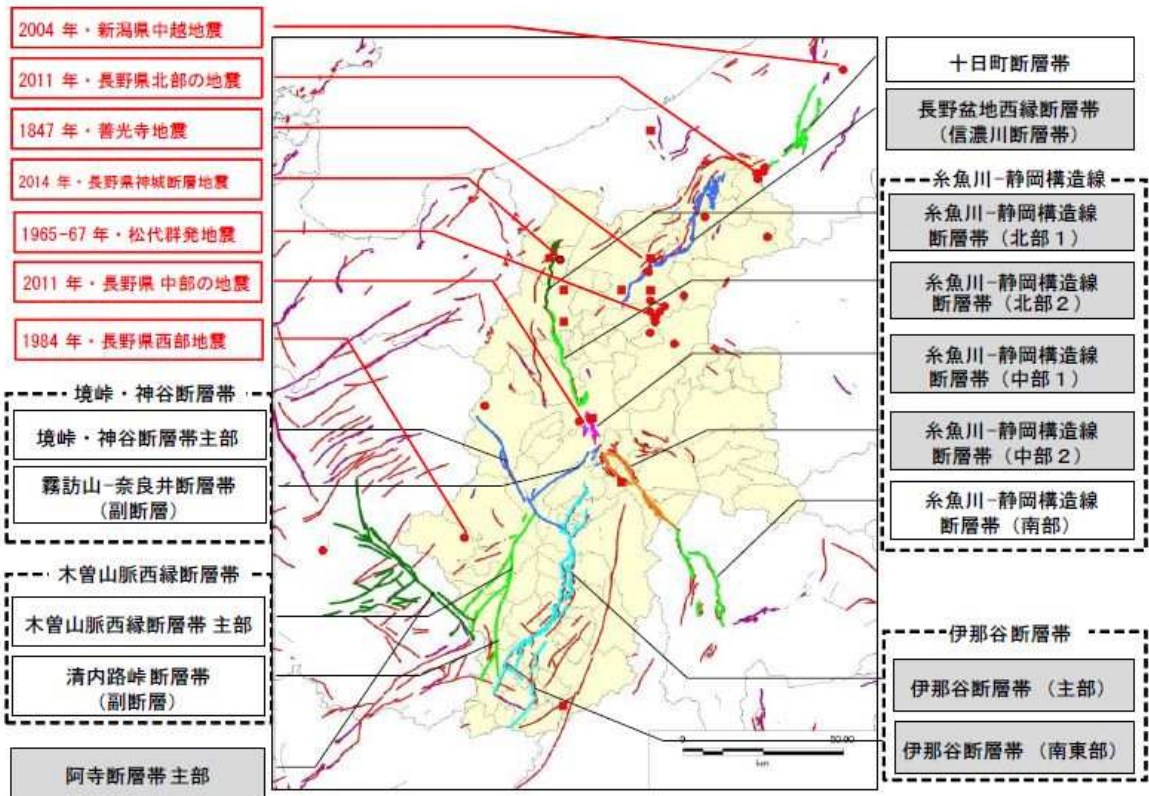 2004 年・新潟県中越地震
2011 年・長野県北部の地震
1847 年・善光寺地震
2014 年・長野県神城断層地震
1965-67 年・松代群発地震
2011 年・長野県 中部の地震
1984 年・長野県西部地震
境峠・神谷断層帯
境峠・神谷断層帯主部
霧訪山-奈良井断層帯
(副断層)
木曽山脈西縁断層帯
木曽山脈西縁断層帯 主部
清内路峠 断層帯
(副断層)
阿寺断層帯 主部
十日町断層帯
長野盆地西縁断層帯
(信濃川断層帯)
糸魚川-静岡構造線
糸魚川-静岡構造線
断層帯(北部1)
糸魚川-静岡構造線
断層帯(北部2)
糸魚川-静岡構造線
断層帯(中部1)
糸魚川-静岡構造線
断層帯(中部2)
糸魚川-静岡構造線
断層帯(南部)
伊那谷断層帯
伊那谷断層帯 (主部)
伊那谷断層帯 (南東部)
0
km